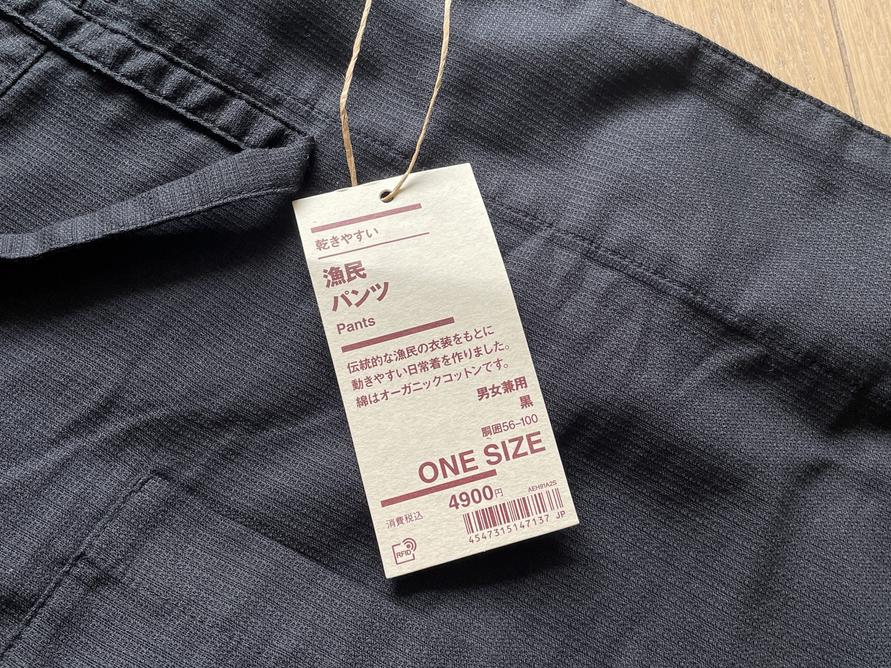 乾きやすい
漁民
パンツ
Pants
伝統的な漁民の衣装をもとに
動きやすい日常着を作りました。
綿はオーガニックコットンです。
男女兼用
黒
胴囲56-100
ONE SIZE
4900円
消費税込
AEH91A2S
4547315147137 JP
RFID